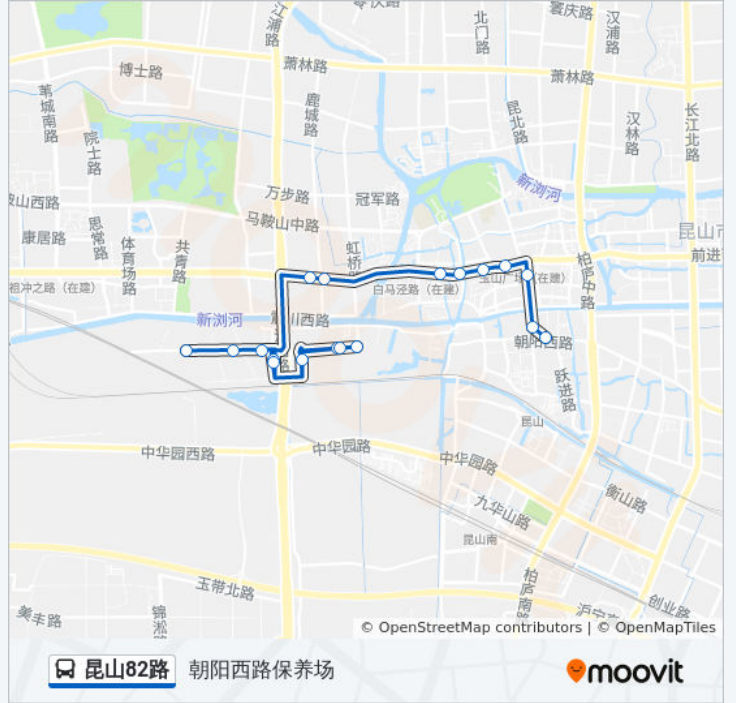 江浦路
北门路
寰庆路
汉浦路
萧林路
萧林路
博士路
苇城南路
鹿城路
昆北路
汉林路
长江北路
院士路
新浏河
万步路
冠军路
马鞍山中路
思常路
康居路
体育场路
共青路
虹桥路
柏庐中路
前进
白马泾路（在建）
祖冲之路（在建）
新浏河
川西路
朝阳西路
跃进路
昆山
中华园西路
中华园路
中华园路
衡山路
九华山路
昆山南
柏庐南路
玉带北路
美丰路
锦淞路
创业路
© OpenStreetMap contributors | © OpenMapTiles
昆山82路 朝阳西路保养场
moovit